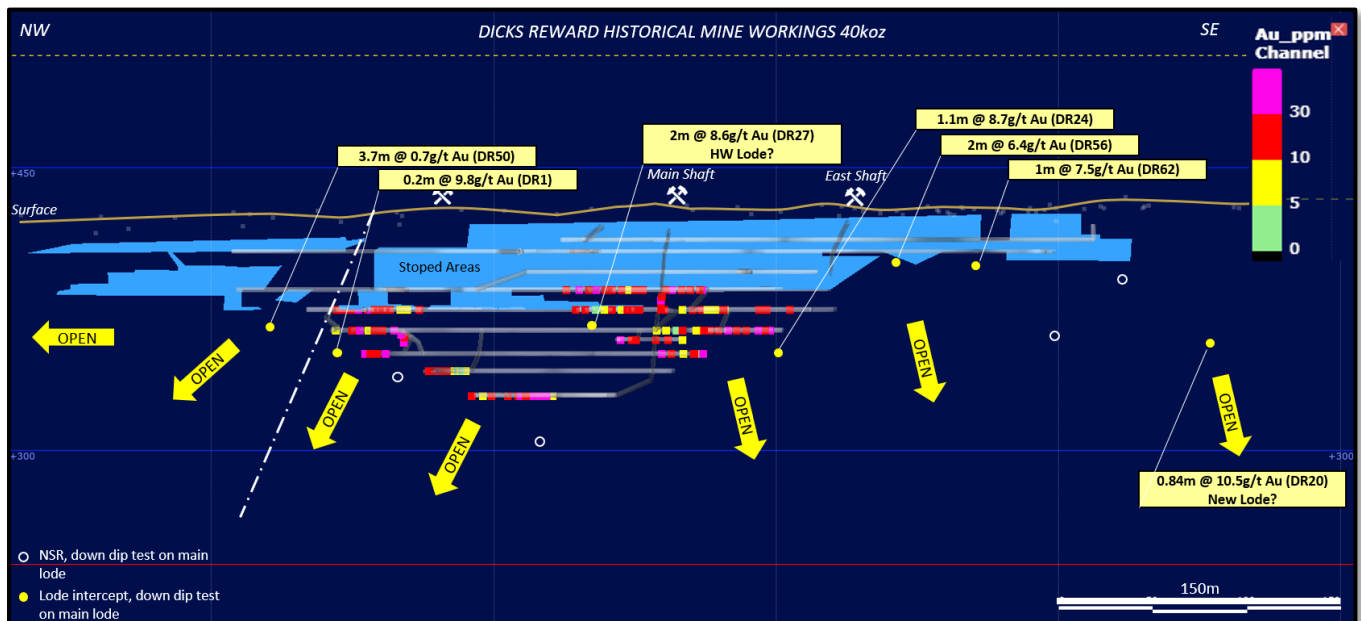 NW
DICKS REWARD HISTORICAL MINE WORKINGS 40koz
SE
Au_ppm
Channel
30
10
5
0
1.1m @ 8.7g/t Au (DR24)
2m @ 8.6g/t Au (DR27)
HW Lode?
2m @ 6.4g/t Au (DR56)
3.7m @ 0.7g/t Au (DR50)
1m @ 7.5g/t Au (DR62)
0.2m @ 9.8g/t Au (DR1)
+450
Main Shaft
East Shaft
Surface
Stoped Areas
OPEN
OPEN
OPEN
OPEN
OPEN
OPEN
OPEN
+300
+300
0.84m @ 10.5g/t Au (DR20)
New Lode?
NSR, down dip test on main
lode
Lode intercept, down dip test
on main lode
150m